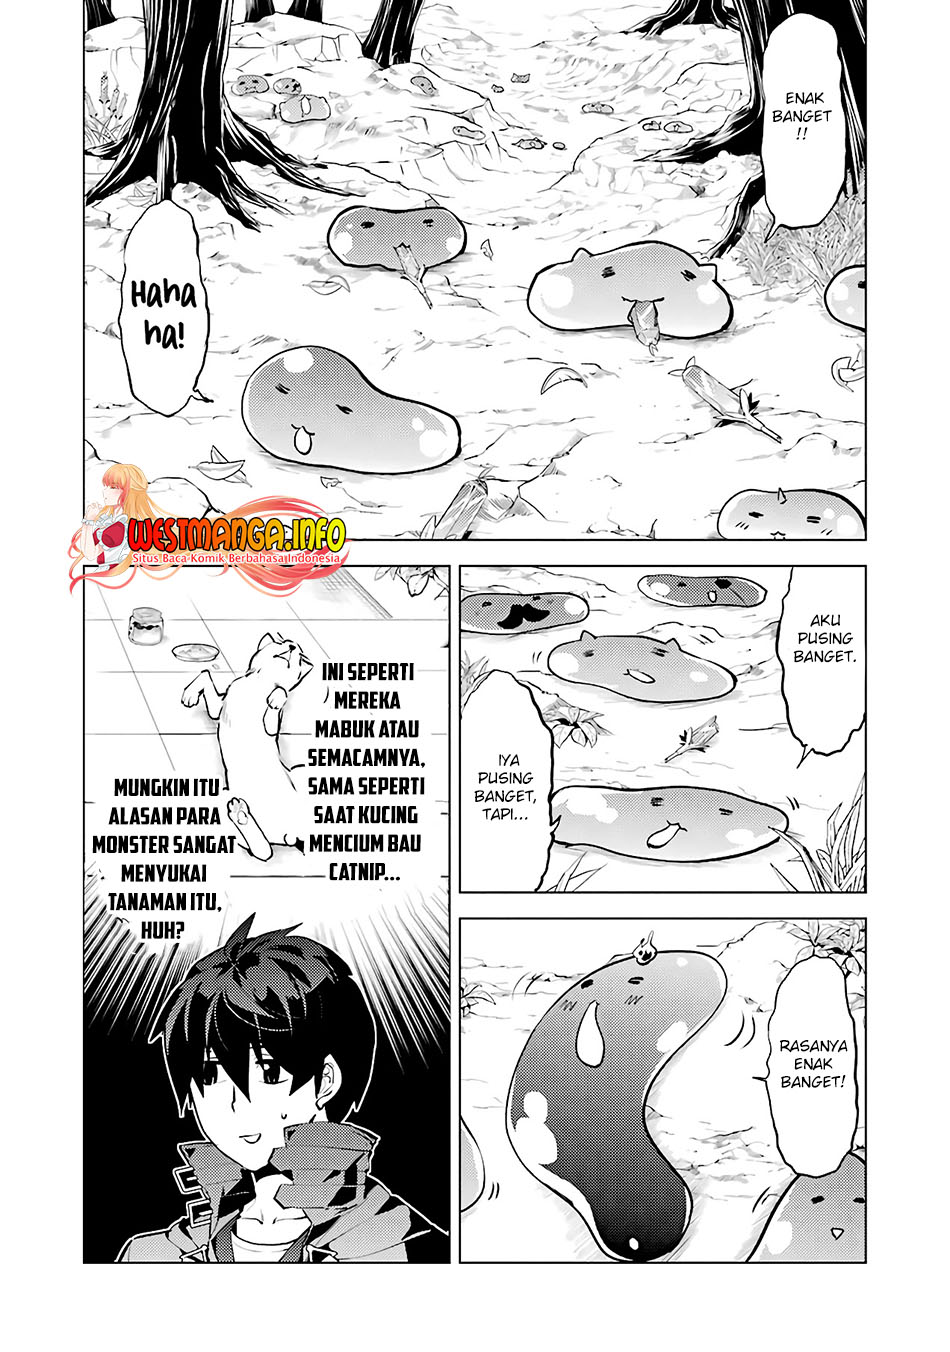 ENAK
BANGET
!!
Haha
ha!
WESTMANGA.INFO
Situs Baca Komik Berbahasa Indonesia
AKU
PUSING
BANGET.
IYA
PUSING
BANGET,
TAPI...
INI SEPERTI
MEREKA
MABUK ATAU
SEMACAMNYA,
SAMA SEPERTI
SAAT KUCING
MENCIUM BAU
CATNIP...
MUNGKIN ITU
ALASAN PARA
MONSTER SANGAT
MENYUKAI
TANAMAN ITU,
HUH?
RASANYA
ENAK
BANGET!